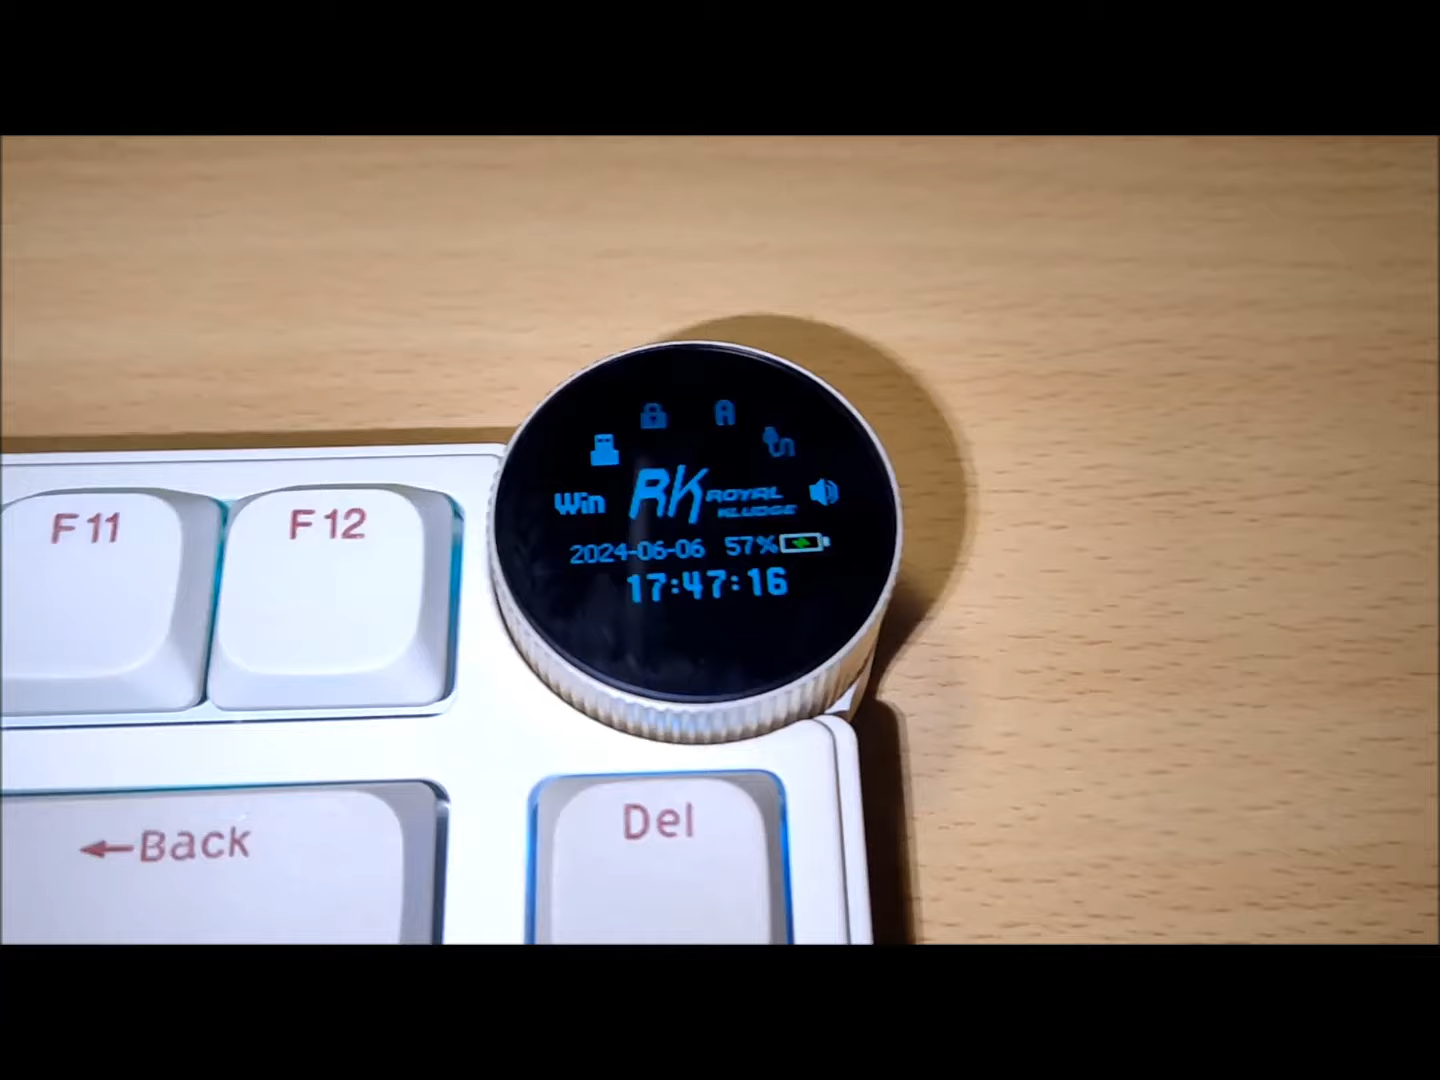 A
Win RK ROYAL KLUDGE
2024-06-06 57%
17:47:16
F11 F12
←Back Del